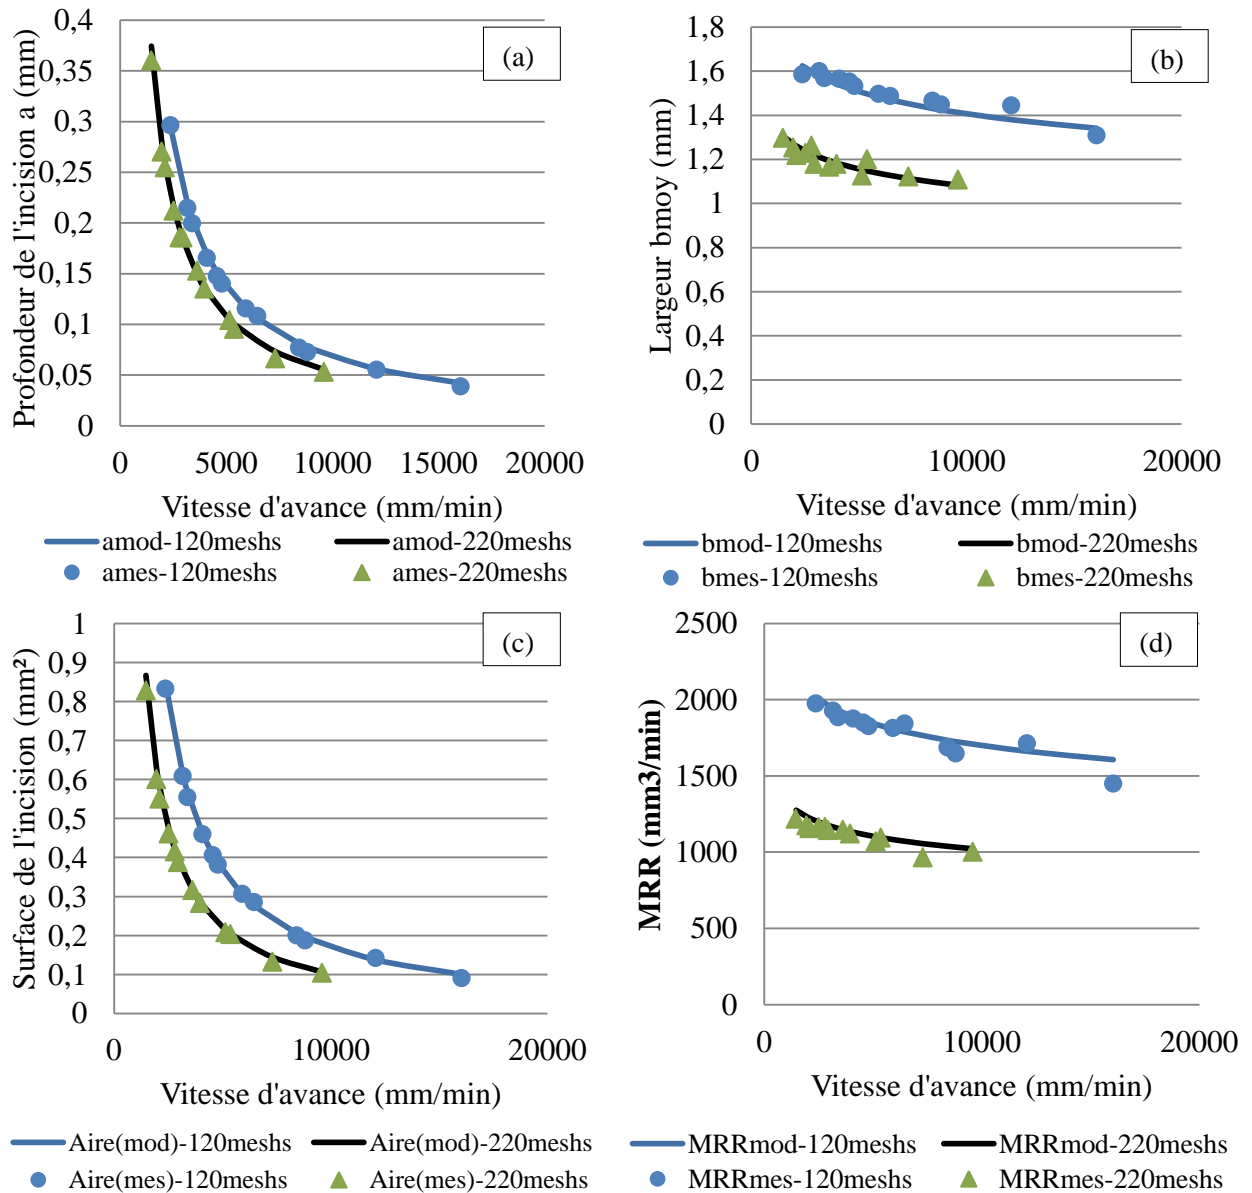 Profondeur de l'incision a (mm)
0,4
0,35
0,3
0,25
0,2
0,15
0,1
0,05
0
(a)
0 5000 10000 15000 20000
Vitesse d'avance (mm/min)
amod-120meshs amod-220meshs
ames-120meshs ames-220meshs
Largeur bmoy (mm)
1,8
1,6
1,4
1,2
1
0,8
0,6
0,4
0,2
0
(b)
0 10000 20000
Vitesse d'avance (mm/min)
bmod-120meshs bmod-220meshs
bmes-120meshs bmes-220meshs
Surface de l'incision (mm²)
1
0,9
0,8
0,7
0,6
0,5
0,4
0,3
0,2
0,1
0
(c)
0 10000 20000
Vitesse d'avance (mm/min)
Aire(mod)-120meshs Aire(mod)-220meshs
Aire(mes)-120meshs Aire(mes)-220meshs
MRR (mm3/min)
2500
2000
1500
1000
500
0
(d)
0 10000 20000
Vitesse d'avance (mm/min)
MRRmod-120meshs MRRmod-220meshs
MRRmes-120meshs MRRmes-220meshs